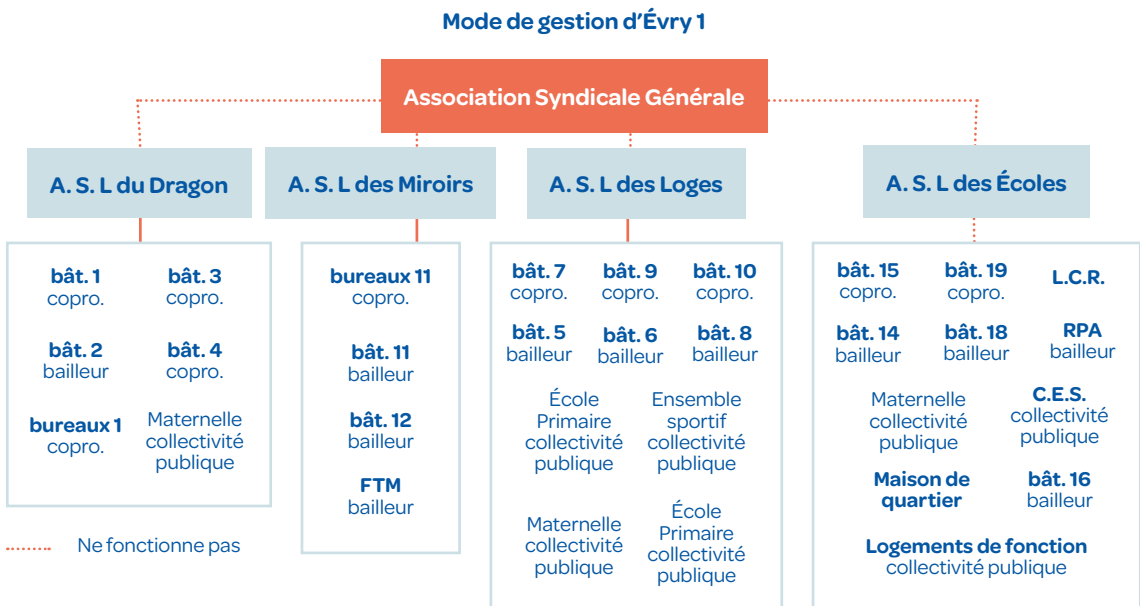 Mode de gestion d'Évry 1
Association Syndicale Générale
A. S. L du Dragon
A. S. L des Miroirs
A. S. L des Loges
A. S. L des Écoles
bât. 1
copro.
bât. 3
copro.
bât. 2
bailleur
bât. 4
copro.
bureaux 1
copro.
Maternelle
collectivité
publique
bureaux 11
copro.
bât. 11
bailleur
bât. 12
bailleur
FTM
bailleur
bât. 7
copro.
bât. 9
copro.
bât. 10
copro.
bât. 5
bailleur
bât. 6
bailleur
bât. 8
bailleur
École
Primaire
collectivité
publique
Ensemble
sportif
collectivité
publique
Maternelle
collectivité
publique
École
Primaire
collectivité
publique
bât. 15
copro.
bât. 19
copro.
L.C.R.
bât. 14
bailleur
bât. 18
bailleur
RPA
bailleur
Maternelle
collectivité
publique
C.E.S.
collectivité
publique
Maison de
quartier
bât. 16
bailleur
Logements de fonction
collectivité publique
Ne fonctionne pas